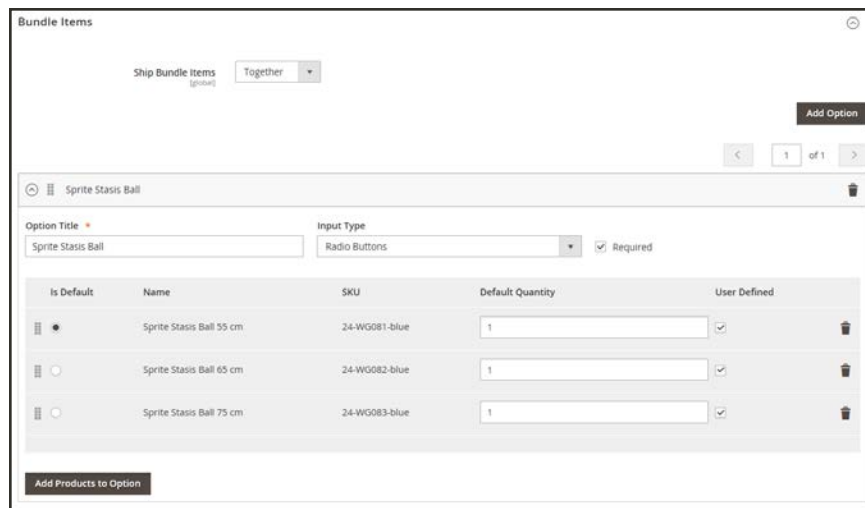 Bundle Items
Ship Bundle Items Together
[global]
Add Option
1 of 1
Sprite Stasis Ball
Option Title * Input Type
Sprite Stasis Ball Radio Buttons Required
Is Default Name SKU Default Quantity User Defined
Sprite Stasis Ball 55 cm 24-WG081-blue 1
Sprite Stasis Ball 65 cm 24-WG082-blue 1
Sprite Stasis Ball 75 cm 24-WG083-blue 1
Add Products to Option